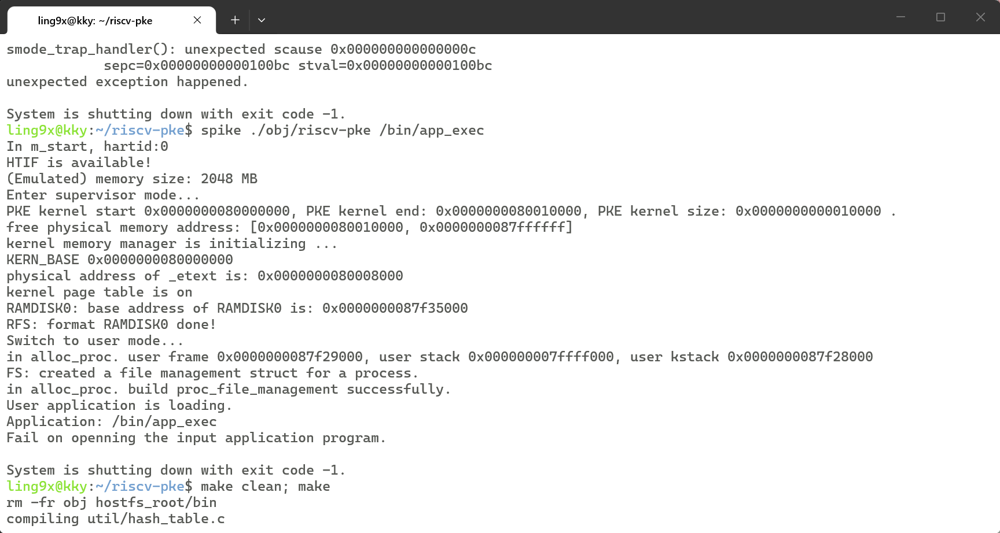 ling9x@kky: ~/riscv-pke
smode_trap_handler(): unexpected scause 0x000000000000000c
sepc=0x00000000000100bc stval=0x00000000000100bc
unexpected exception happened.
System is shutting down with exit code -1.
ling9x@kky:~/riscv-pke$ spike ./obj/riscv-pke /bin/app_exec
In m_start, hartid:0
HTIF is available!
(Emulated) memory size: 2048 MB
Enter supervisor mode...
PKE kernel start 0x0000000080000000, PKE kernel end: 0x0000000080010000, PKE kernel size: 0x0000000000010000 .
free physical memory address: [0x0000000080010000, 0x0000000087ffffff]
kernel memory manager is initializing ...
KERN_BASE 0x0000000080000000
physical address of _etext is: 0x0000000080008000
kernel page table is on
RAMDISK0: base address of RAMDISK0 is: 0x0000000087f35000
RFS: format RAMDISK0 done!
Switch to user mode...
in alloc_proc. user frame 0x0000000087f29000, user stack 0x000000007ffff000, user kstack 0x0000000087f28000
FS: created a file management struct for a process.
in alloc_proc. build proc_file_management successfully.
User application is loading.
Application: /bin/app_exec
Fail on openning the input application program.
System is shutting down with exit code -1.
ling9x@kky:~/riscv-pke$ make clean; make
rm -fr obj hostfs_root/bin
compiling util/hash_table.c